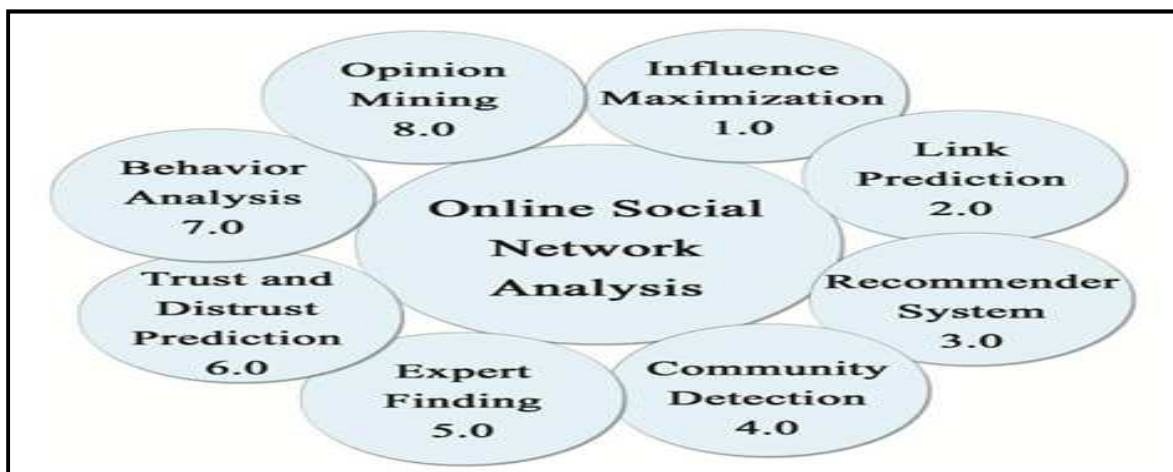 Opinion
Mining
8.0
Influence
Maximization
1.0
Behavior
Analysis
7.0
Link
Prediction
2.0
Online Social
Network
Analysis
Trust and
Distrust
Prediction
6.0
Recommender
System
3.0
Expert
Finding
5.0
Community
Detection
4.0